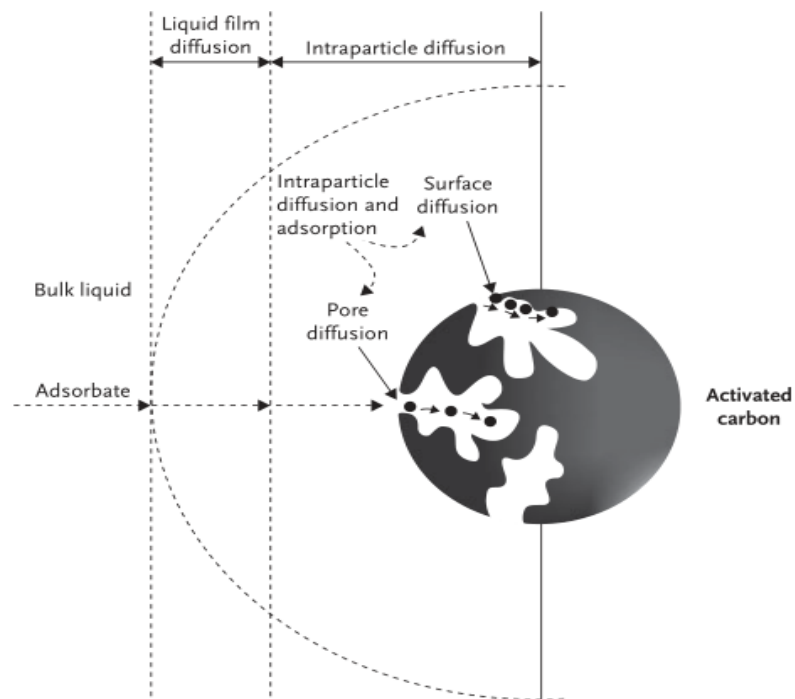 Liquid film
diffusion
Intraparticle diffusion
Intraparticle
diffusion and
adsorption
Surface
diffusion
Bulk liquid
Pore
diffusion
Adsorbate
Activated
carbon